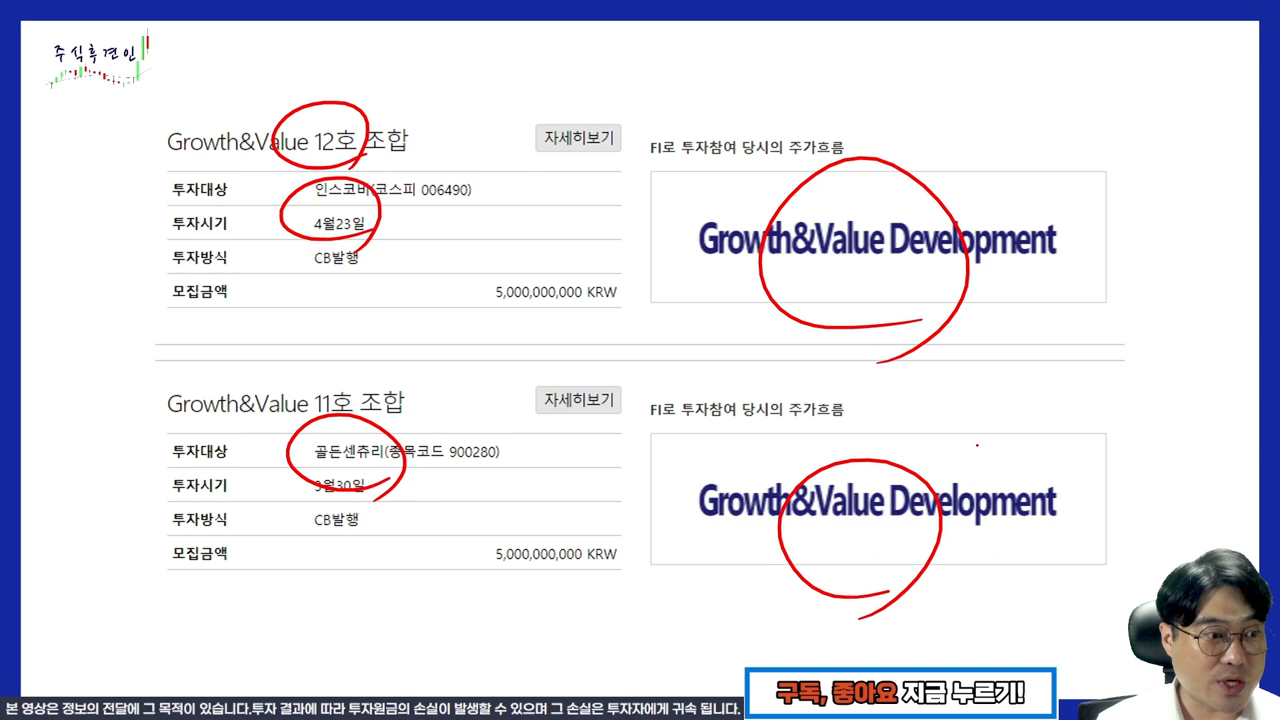 주식후견인
Growth&Value 12호 조합
자세히보기
FI로 투자참여 당시의 주가흐름
투자대상 인스코비(코스피 006490)
투자시기 4월23일
투자방식 CB발행
모집금액 5,000,000,000 KRW
Growth&Value Development
Growth&Value 11호 조합
자세히보기
FI로 투자참여 당시의 주가흐름
투자대상 골든센츄리(종목코드 900280)
투자시기 3월30일
투자방식 CB발행
모집금액 5,000,000,000 KRW
Growth&Value Development
구독, 좋아요 지금 누르기!
본 영상은 정보의 전달에 그 목적이 있습니다.투자 결과에 따라 투자원금의 손실이 발생할 수 있으며 그 손실은 투자자에게 귀속 됩니다.